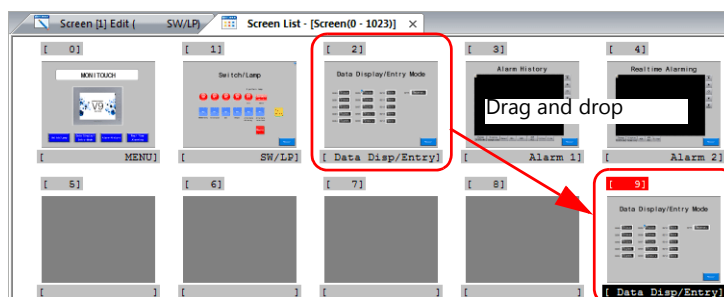 Screen [1] Edit ( SW/LP)
Screen List - [Screen(0 - 1023)] ×
[ 0] [ 1] [ 2] [ 3] [ 4]
MONITOUCH
V9
Switch/Lamp
Data Display/Entry Mode
Alarm History
Realtime Alarming
Drag and drop
[ MENU] [ SW/LP] [ Data Disp/Entry] [ Alarm 1] [ Alarm 2]
[ 5] [ 6] [ 7] [ 8] [ 9]
Data Display/Entry Mode
[ ] [ ] [ ] [ ] [ Data Disp/Entry]